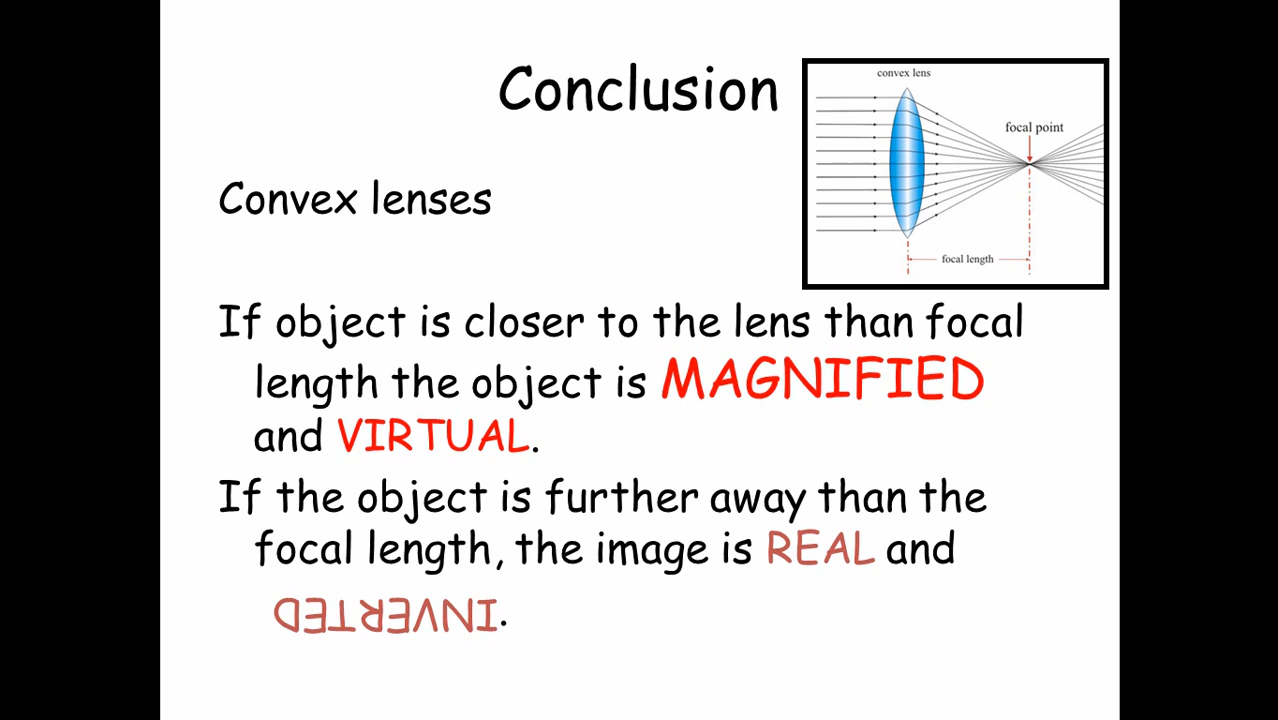 Conclusion
convex lens
focal point
focal length
Convex lenses
If object is closer to the lens than focal
length the object is MAGNIFIED
and VIRTUAL.
If the object is further away than the
focal length, the image is REAL and
INVERTED.